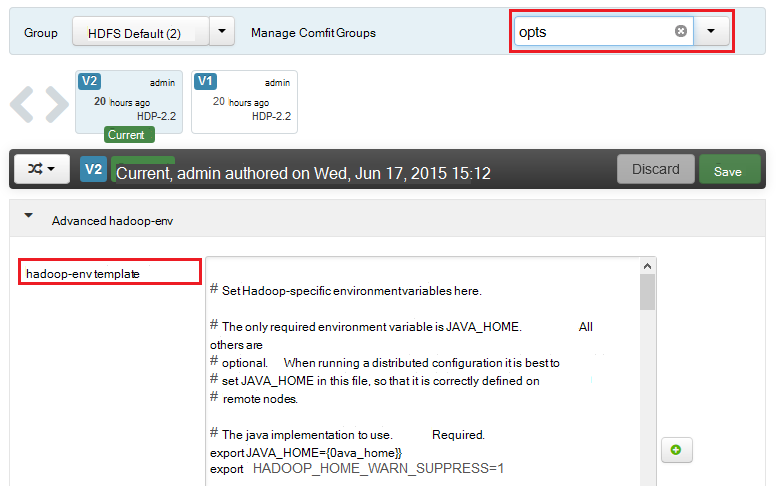 Group HDFS Default (2) Manage Comfit Groups opts
V2 admin V1 admin
20 hours ago 20 hours ago
HDP-2.2 HDP-2.2
Current
V2 Current, admin authored on Wed, Jun 17, 2015 15:12 Discard Save
Advanced hadoop-env
hadoop-env template
# Set Hadoop-specific environmentvariables here.
# The only required environment variable is JAVA_HOME. All
others are
# optional. When running a distributed configuration it is best to
# set JAVA_HOME in this file, so that it is correctly defined on
# remote nodes.
# The java implementation to use. Required.
export JAVA_HOME={0ava_home}}
export HADOOP_HOME_WARN_SUPPRESS=1